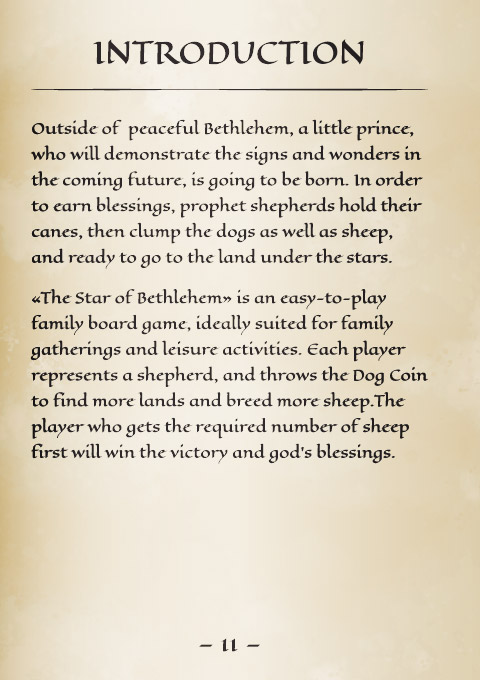 INTRODUCTION
Outside of peaceful Bethlehem, a little prince,
who will demonstrate the signs and wonders in
the coming future, is going to be born. In order
to earn blessings, prophet shepherds hold their
canes, then clump the dogs as well as sheep,
and ready to go to the land under the stars.
«The Star of Bethlehem» is an easy-to-play
family board game, ideally suited for family
gatherings and leisure activities. Each player
represents a shepherd, and throws the Dog Coin
to find more lands and breed more sheep.The
player who gets the required number of sheep
first will win the victory and god's blessings.
– 11 –